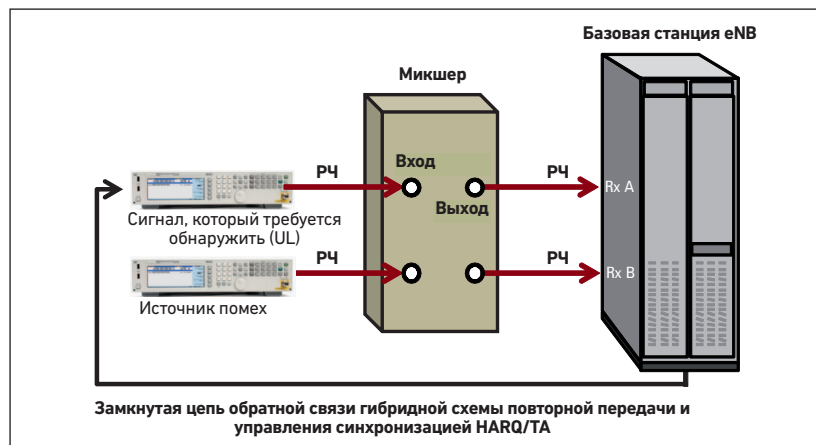 Базовая станция eNB
Микшер
РЧ
Вход
РЧ
Rx A
Выход
Сигнал, который требуется
обнаружить (UL)
РЧ
РЧ
Rx B
Источник помех
Замкнутая цепь обратной связи гибридной схемы повторной передачи и
управления синхронизацией HARQ/TA